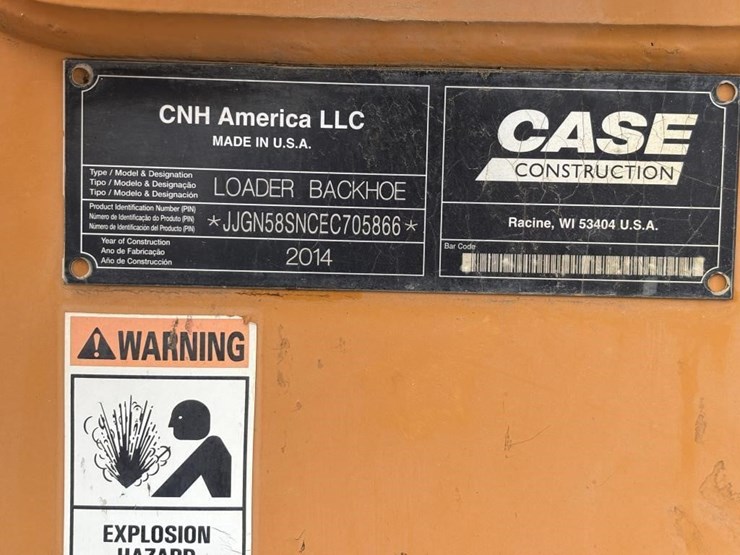 CNH America LLC
MADE IN U.S.A.
Type / Model & Designation
Tipo / Modelo & Designação
Tipo / Modelo & Designación
LOADER BACKHOE
Product Identification Number (PIN)
Número de Identificação do Produto (PIN)
Número de Identificación del Producto (PIN)
*JJGN58SNCEC705866*
Year of Construction
Ano de Fabricação
Año de Construcción
2014
CASE
CONSTRUCTION
Racine, WI 53404 U.S.A.
Bar Code
WARNING
EXPLOSION
HAZARD